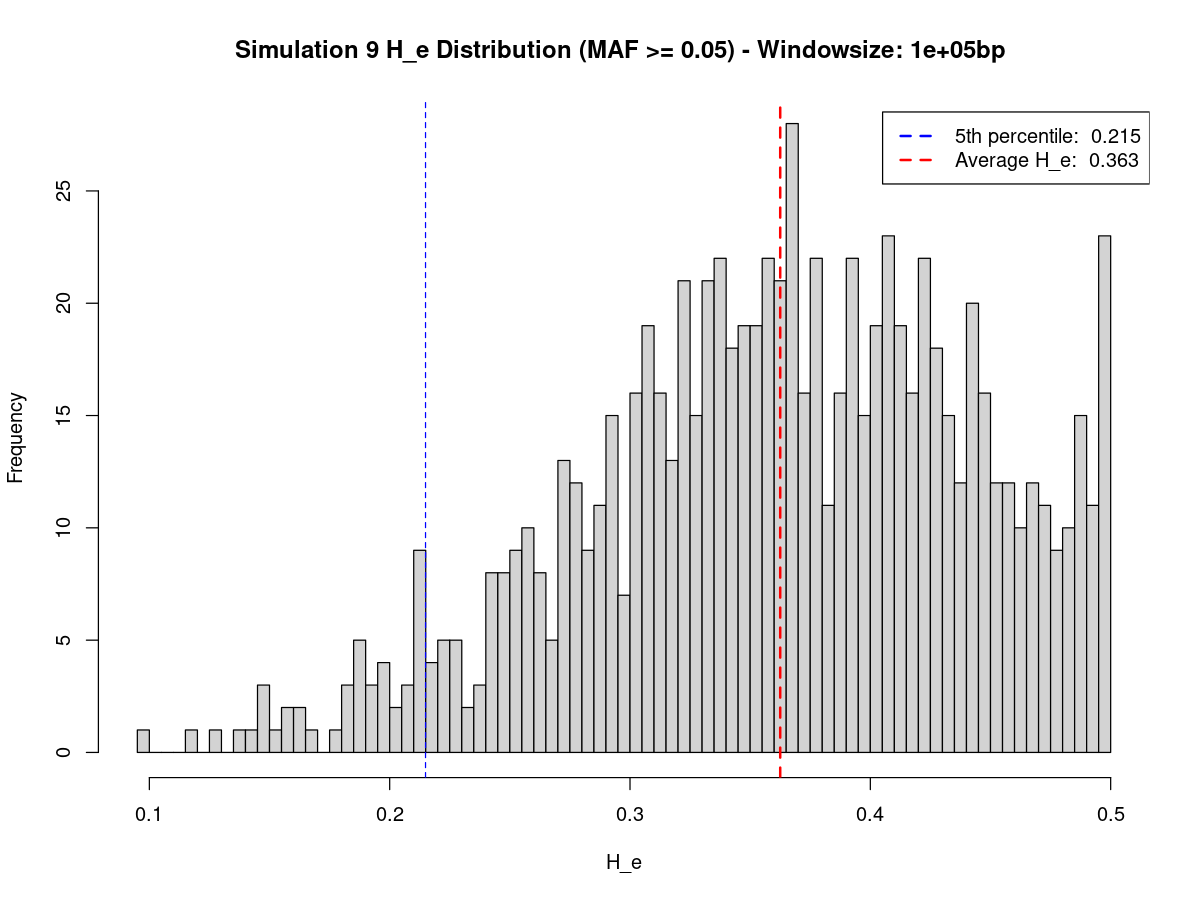 Simulation 9 H_e Distribution (MAF >= 0.05) - Windowsize: 1e+05bp
5th percentile: 0.215
Average H_e: 0.363
Frequency
25
20
15
10
5
0
0.1 0.2 0.3 0.4 0.5
H_e